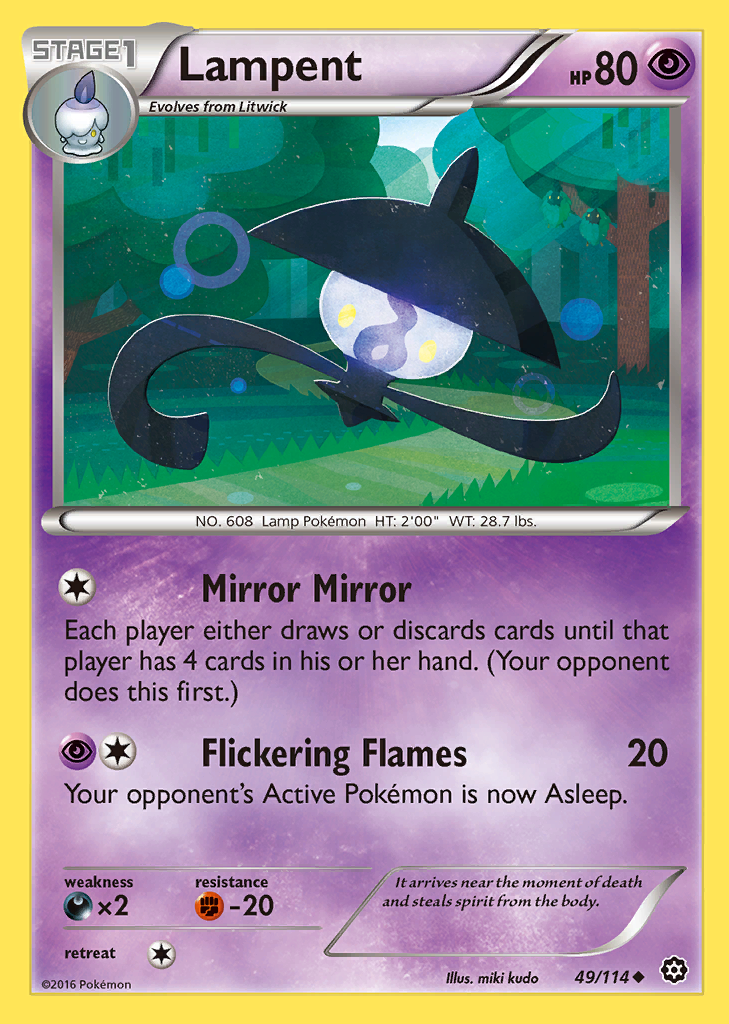 STAGE1
Lampent
HP 80
Evolves from Litwick
NO. 608 Lamp Pokémon HT: 2'00" WT: 28.7 lbs.
Mirror Mirror
Each player either draws or discards cards until that
player has 4 cards in his or her hand. (Your opponent
does this first.)
Flickering Flames 20
Your opponent's Active Pokémon is now Asleep.
weakness resistance
×2 -20
It arrives near the moment of death
and steals spirit from the body.
retreat
©2016 Pokémon
Illus. miki kudo 49/114